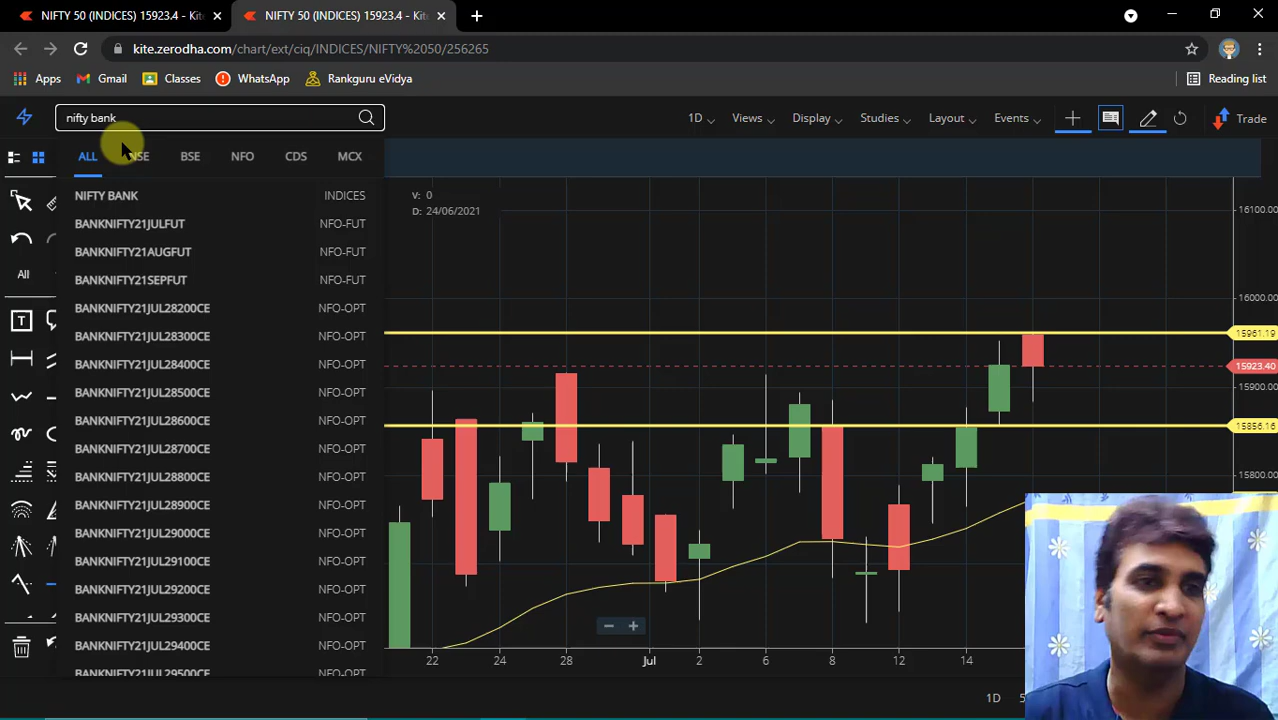 NIFTY 50 (INDICES) 15923.4 - Kit
NIFTY 50 (INDICES) 15923.4 - Kit
kite.zerodha.com/chart/ext/ciq/INDICES/NIFTY%2050/256265
Apps Gmail Classes WhatsApp Rankguru eVidya Reading list
nifty bank
1D Views Display Studies Layout Events Trade
ALL NSE BSE NFO CDS MCX
NIFTY BANK INDICES
BANKNIFTY21JULFUT NFO-FUT
BANKNIFTY21AUGFUT NFO-FUT
BANKNIFTY21SEPFUT NFO-FUT
BANKNIFTY21JUL28200CE NFO-OPT
BANKNIFTY21JUL28300CE NFO-OPT
BANKNIFTY21JUL28400CE NFO-OPT
BANKNIFTY21JUL28500CE NFO-OPT
BANKNIFTY21JUL28600CE NFO-OPT
BANKNIFTY21JUL28700CE NFO-OPT
BANKNIFTY21JUL28800CE NFO-OPT
BANKNIFTY21JUL28900CE NFO-OPT
BANKNIFTY21JUL29000CE NFO-OPT
BANKNIFTY21JUL29100CE NFO-OPT
BANKNIFTY21JUL29200CE NFO-OPT
BANKNIFTY21JUL29300CE NFO-OPT
BANKNIFTY21JUL29400CE NFO-OPT
BANKNIFTY21JUL29500CE NFO-OPT
All
T
V: 0
D: 24/06/2021
16100.
16000.
15961.19
15923.40
15900.
15856.16
15800.
22 24 28 Jul 2 6 8 12 14
1D 5